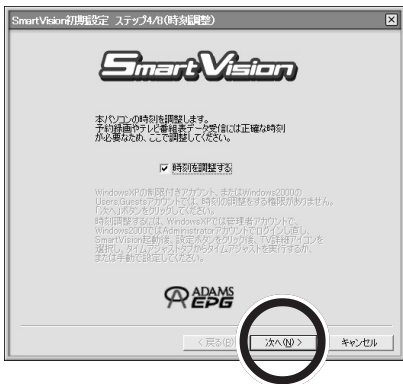 SmartVision初期設定 ステップ4/8(時刻調整)
SmartVision
本パソコンの時刻を調整します。
予約録画やテレビ番組表データ受信には正確な時刻
が必要なため、ここで調整してください。
時刻を調整する
WindowsXPの制限付きアカウント、またはWindows2000の
Users,Guestsアカウントでは、時刻の調整をする権限がありません。
「次へ」ボタンをクリックしてください。
時刻調整するには、WindowsXPでは管理者アカウントで、
Windows2000ではAdministratorアカウントでログインし直し、
SmartVision起動後、設定ボタンをクリック後、TV詳細アイコンを
選択し、タイムアジャストタブからタイムアジャストを実行するか、
または手動で設定してください。
ADAMS
EPG
< 戻る(B)
次へ(N) >
キャンセル